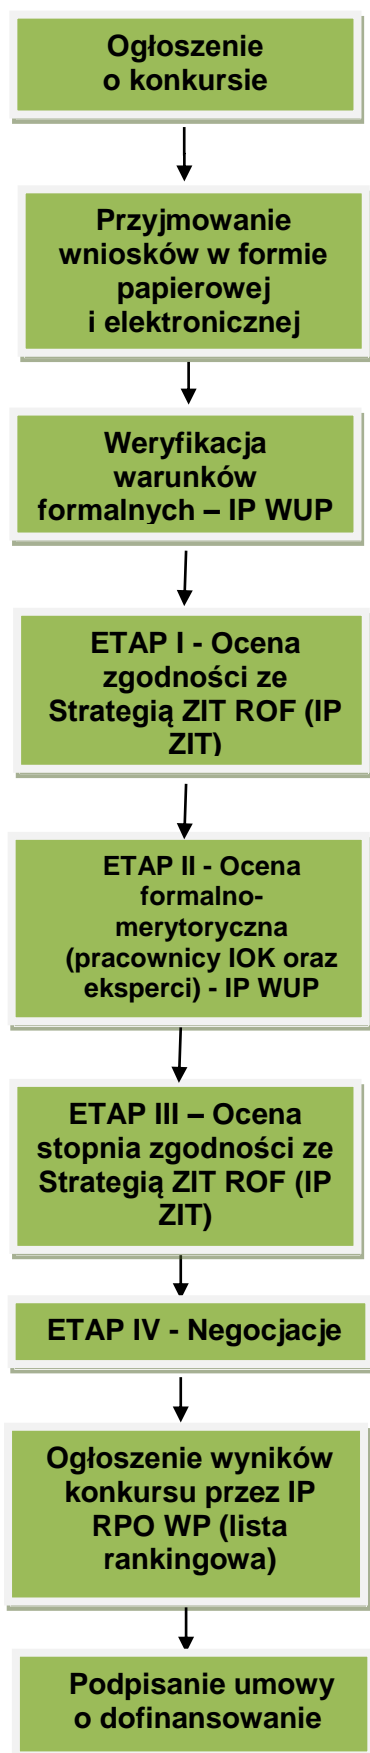 Ogłoszenie
o konkursie
Przyjmowanie
wniosków w formie
papierowej
i elektronicznej
Weryfikacja
warunków
formalnych – IP WUP
ETAP I - Ocena
zgodności ze
Strategią ZIT ROF (IP
ZIT)
ETAP II - Ocena
formalno-
merytoryczna
(pracownicy IOK oraz
eksperci) - IP WUP
ETAP III – Ocena
stopnia zgodności ze
Strategią ZIT ROF (IP
ZIT)
ETAP IV - Negocjacje
Ogłoszenie wyników
konkursu przez IP
RPO WP (lista
rankingowa)
Podpisanie umowy
o dofinansowanie